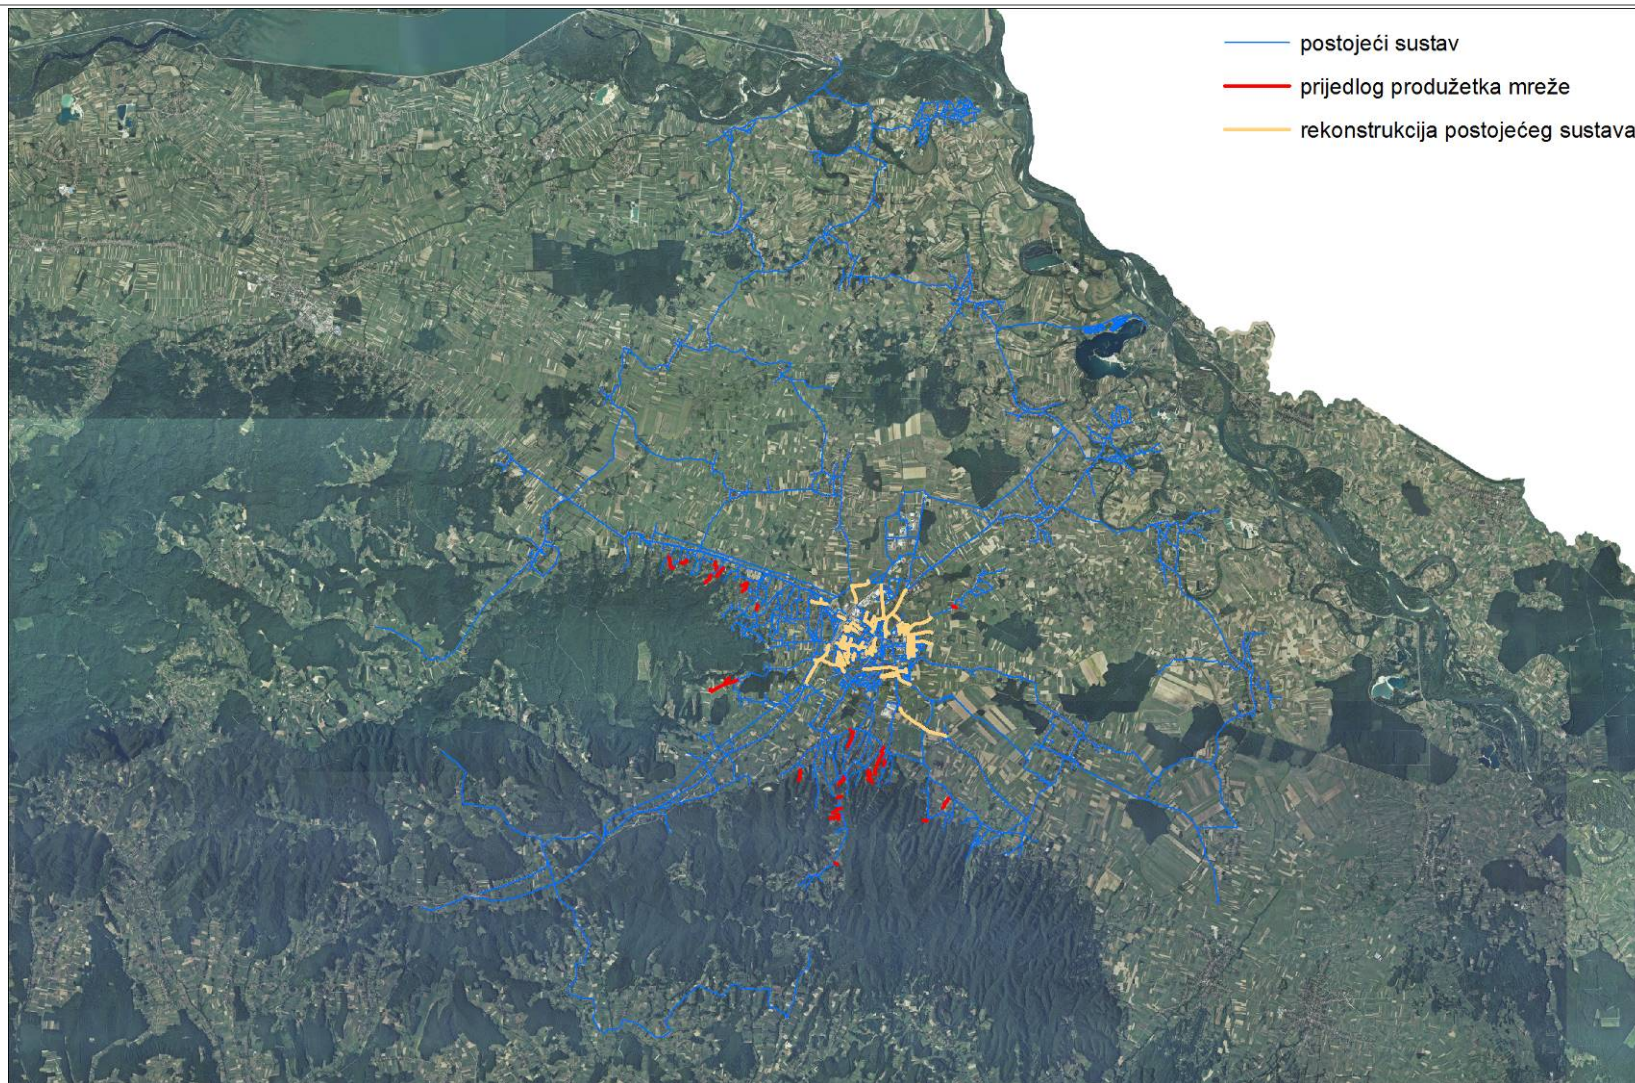 postojeći sustav
prijedlog produžetka mreže
rekonstrukcija postojećeg sustava